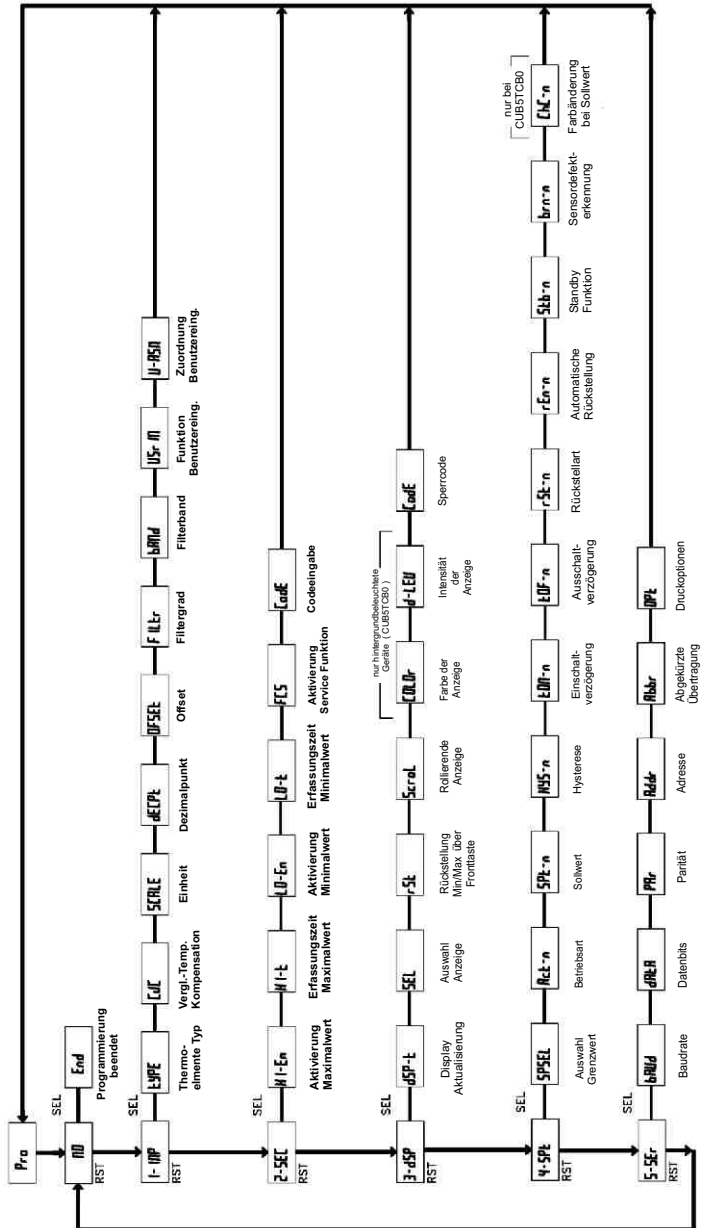 Pro
SEL
NO
End
RST
Programmierung
beendet
SEL
1-INP
tYPE
CJC
SCALE
dECPt
OFSEt
FILtr
bANd
USrIN
U-ASN
RST
Thermo-
elmente Typ
Vergl.-Temp.
Kompensation
Einheit
Dezimalpunkt
Offset
Filtergrad
Filterband
Funktion
Benutzereing.
Zuordnung
Benutzereing.
SEL
2-SEC
HI-En
HI-t
LO-En
LO-t
FCS
CodE
RST
Aktivierung
Maximalwert
Erfassungszeit
Maximalwert
Aktivierung
Minimalwert
Erfassungszeit
Minimalwert
Aktivierung
Service Funktion
Codeeingabe
nur hintergrundbeleuchtete
Geräte ( CUB5TCB0 )
SEL
3-dSP
dSP-t
SEL
rSt
ScroL
COLOr
d-LEV
CodE
RST
Display
Aktualisierung
Auswahl
Anzeige
Rückstellung
Min/Max über
Fronttaste
Rollierende
Anzeige
Farbe der
Anzeige
Intensität
der
Anzeige
Sperrcode
nur bei
CUB5TCB0
SEL
4-SPt
SPSEL
Act-n
SPt-n
HYS-n
tON-n
tOF-n
rSt-n
rEn-n
Stb-n
brn-n
ChC-n
RST
Auswahl
Grenzwert
Betriebsart
Sollwert
Hysterese
Einschalt-
verzögerung
Ausschalt-
verzögerung
Rückstellart
Automatische
Rückstellung
Standby
Funktion
Sensordefekt-
erkennung
Farbänderung
bei Sollwert
SEL
5-SEr
bAUd
dAtA
PAr
Addr
Abbr
OPt
RST
Baudrate
Datenbits
Parität
Adresse
Abgekürzte
Übertragung
Druckoptionen